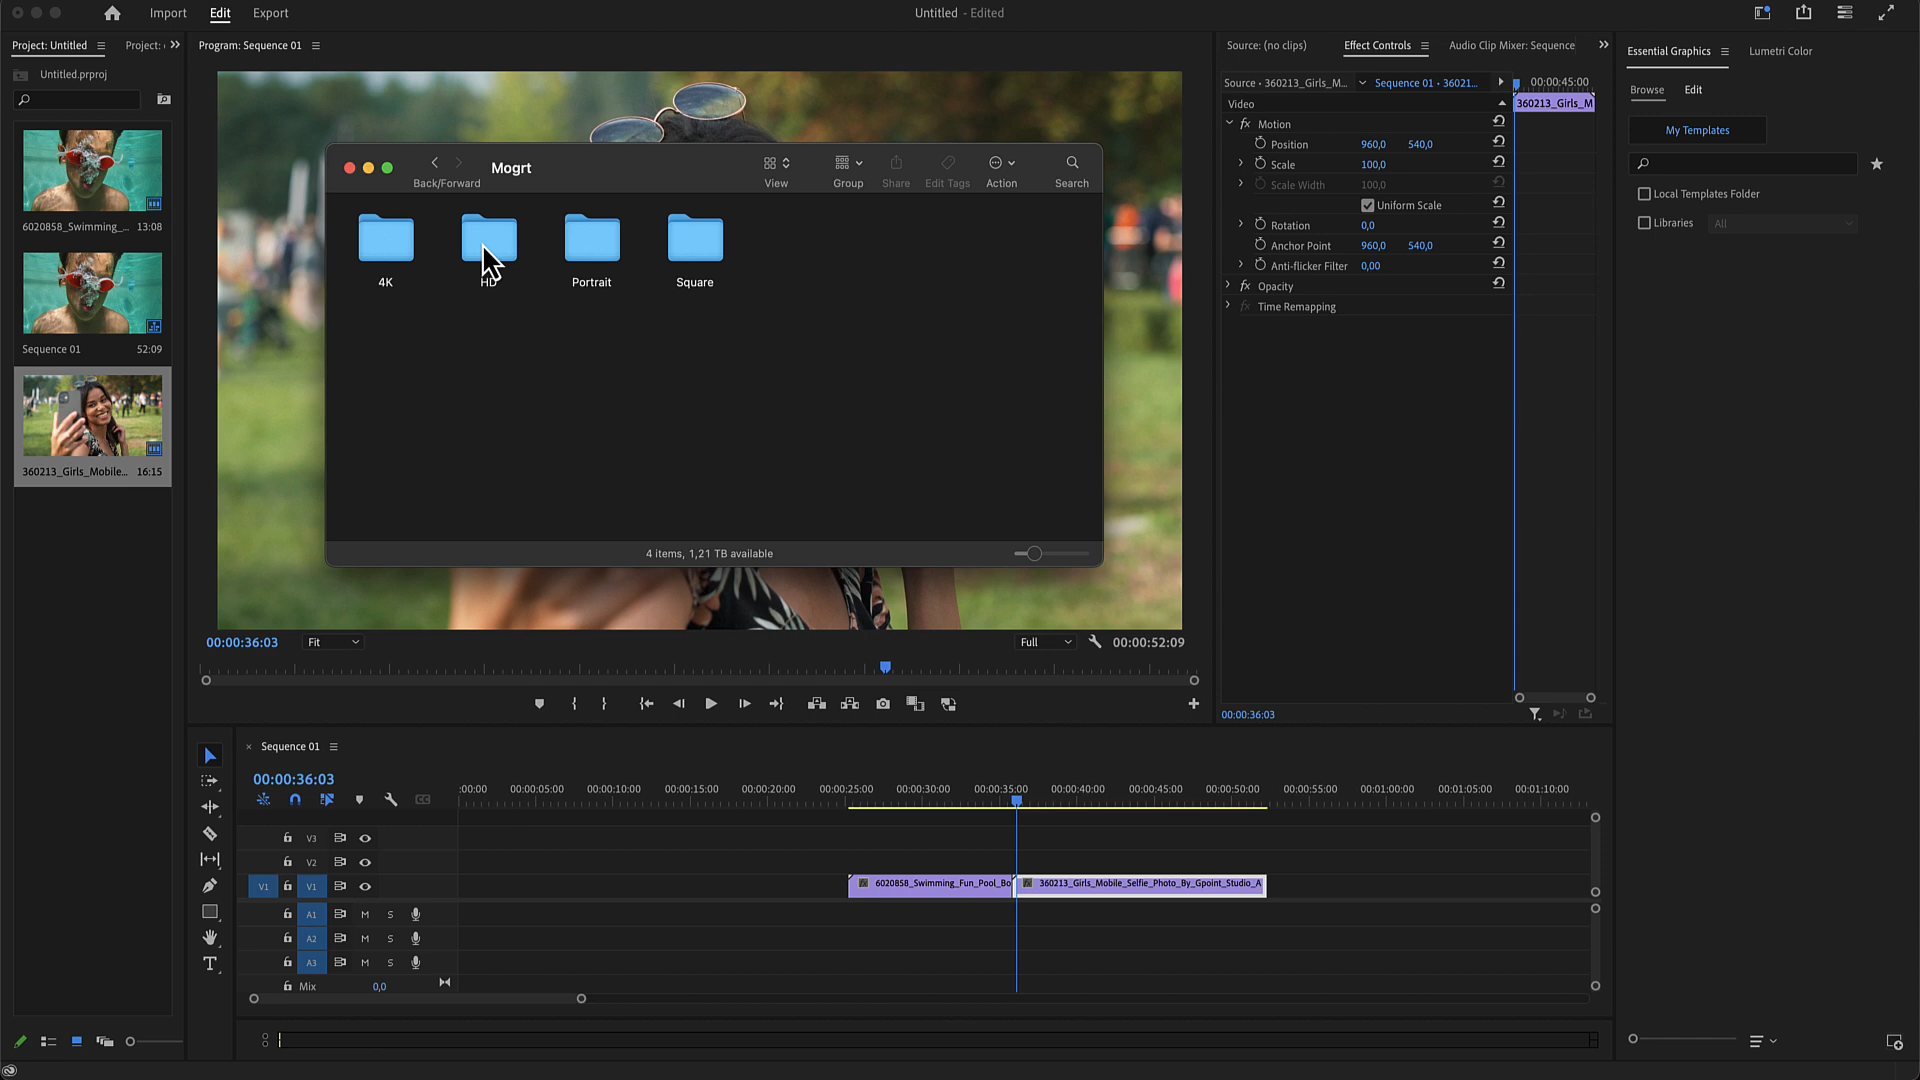 Import Edit Export
Untitled - Edited
Project: Untitled
Project:
Untitled.prproj
6020858_Swimming_... 13:08
Sequence 01 52:09
360213_Girls_Mobile... 16:15
Program: Sequence 01
Back/Forward
Mogrt
View
Group
Share
Edit Tags
Action
Search
4K
HD
Portrait
Square
4 items, 1,21 TB available
00:00:36:03
Fit
Full
00:00:52:09
Source: (no clips)
Effect Controls
Audio Clip Mixer: Sequence
Source • 360213_Girls_M...
Sequence 01 • 36021...
00:00:45:00
Video
360213_Girls_M
fx Motion
Position 960,0 540,0
Scale 100,0
Scale Width 100,0
Uniform Scale
Rotation 0,0
Anchor Point 960,0 540,0
Anti-flicker Filter 0,00
fx Opacity
fx Time Remapping
00:00:36:03
Essential Graphics
Lumetri Color
Browse
Edit
My Templates
Local Templates Folder
Libraries
All
Sequence 01
00:00:36:03
:00:00 00:00:05:00 00:00:10:00 00:00:15:00 00:00:20:00 00:00:25:00 00:00:30:00 00:00:35:00 00:00:40:00 00:00:45:00 00:00:50:00 00:00:55:00 00:01:00:00 00:01:05:00 00:01:10:00
V3
V2
V1 V1
6020858_Swimming_Fun_Pool_Bo
360213_Girls_Mobile_Selfie_Photo_By_Gpoint_Studio_A
A1 M S
A2 M S
A3 M S
Mix 0,0